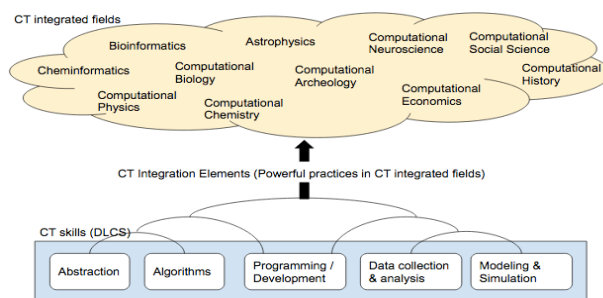 CT integrated fields
Bioinformatics
Astrophysics
Computational
Neuroscience
Computational
Social Science
Cheminformatics
Computational
Biology
Computational
Archeology
Computational
History
Computational
Physics
Computational
Chemistry
Computational
Economics
CT Integration Elements (Powerful practices in CT integrated fields)
CT skills (DLCS)
Abstraction
Algorithms
Programming /
Development
Data collection
& analysis
Modeling &
Simulation